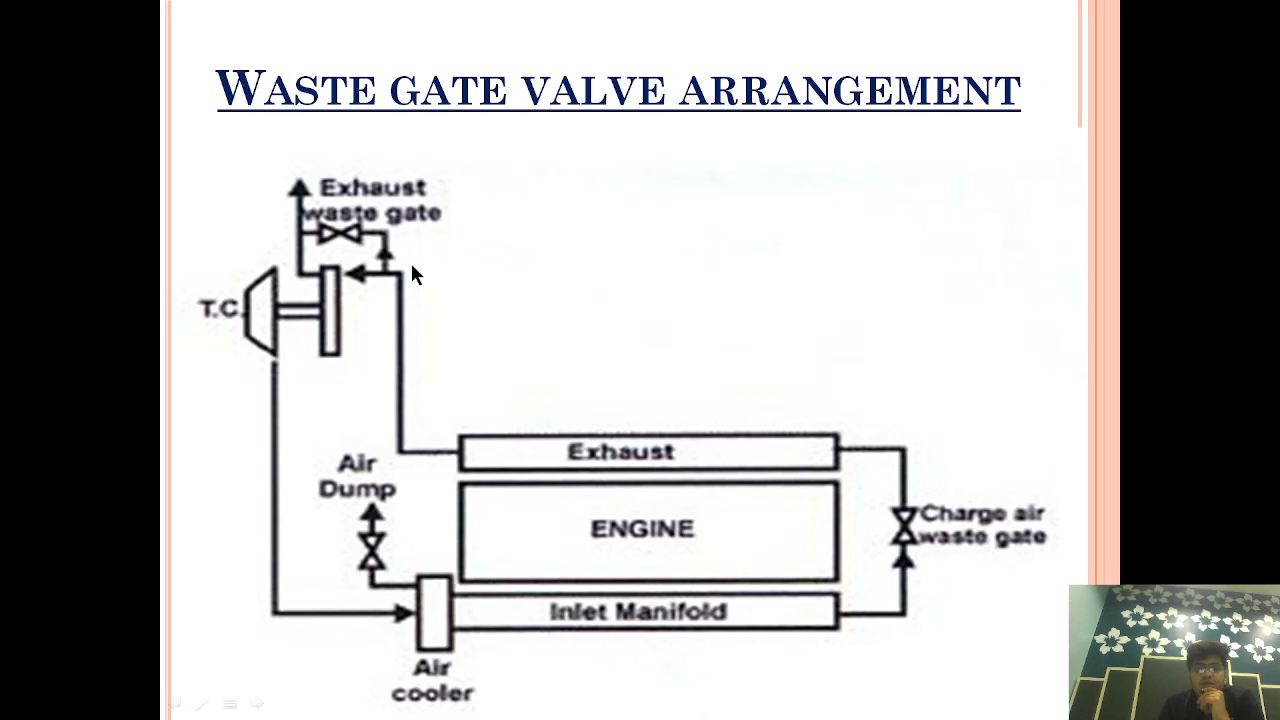 WASTE GATE VALVE ARRANGEMENT
Exhaust
waste gate
T.C.
Exhaust
Air
Dump
ENGINE
Charge air
waste gate
Inlet Manifold
Air
cooler